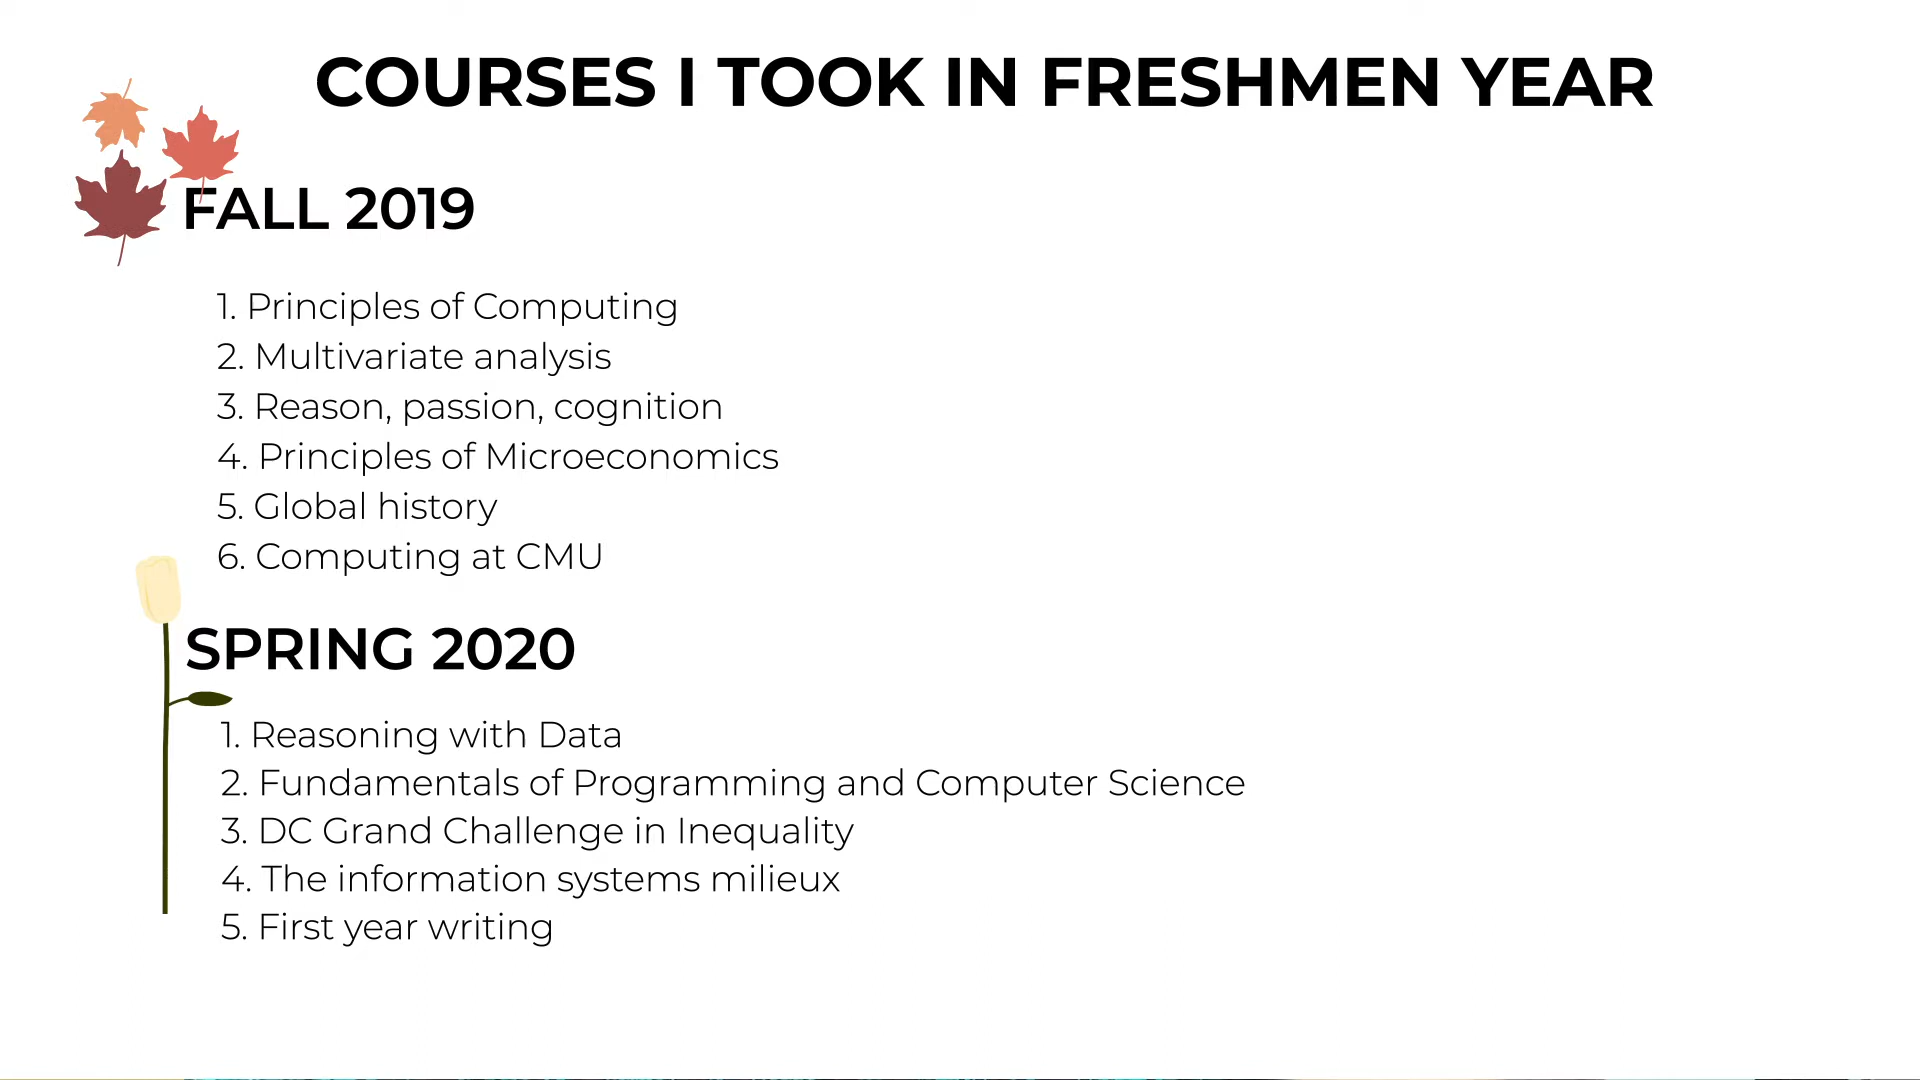 COURSES I TOOK IN FRESHMEN YEAR
FALL 2019
1. Principles of Computing
2. Multivariate analysis
3. Reason, passion, cognition
4. Principles of Microeconomics
5. Global history
6. Computing at CMU
SPRING 2020
1. Reasoning with Data
2. Fundamentals of Programming and Computer Science
3. DC Grand Challenge in Inequality
4. The information systems milieux
5. First year writing